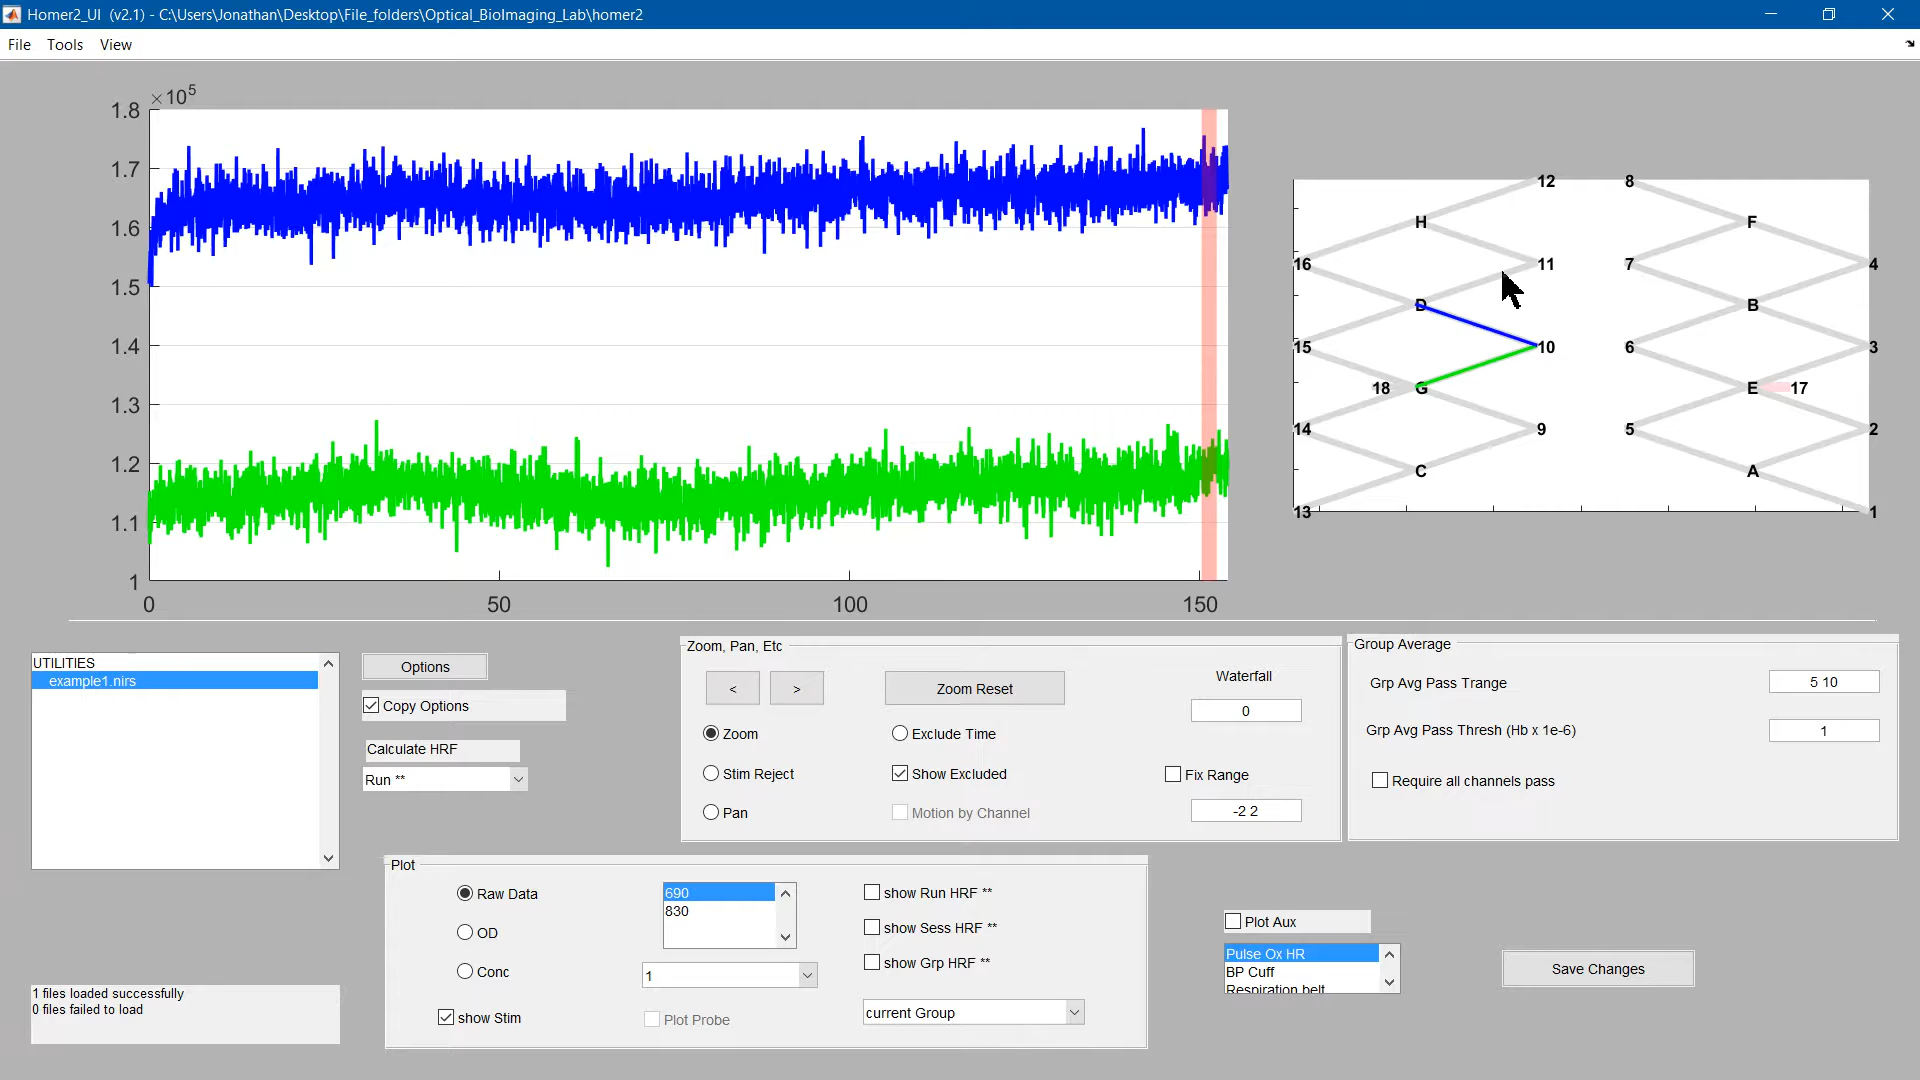 Homer2_UI (v2.1) - C:\Users\Jonathan\Desktop\File_folders\Optical_BioImaging_Lab\homer2
File Tools View
×10^5
1.8
1.7
1.6
1.5
1.4
1.3
1.2
1.1
1
0 50 100 150
12 8
H F
16 11 7 4
D B
15 10 6 3
18 G E 17
14 9 5 2
C A
13 1
UTILITIES
example1.nirs
Options
Copy Options
Calculate HRF
Run **
1 files loaded successfully
0 files failed to load
Zoom, Pan, Etc
< > Zoom Reset Waterfall
0
Zoom Exclude Time
Stim Reject Show Excluded Fix Range
Pan Motion by Channel -2 2
Group Average
Grp Avg Pass Trange 5 10
Grp Avg Pass Thresh (Hb x 1e-6) 1
Require all channels pass
Plot
Raw Data 690 show Run HRF **
830
OD show Sess HRF **
Conc 1 show Grp HRF **
show Stim Plot Probe current Group
Plot Aux
Pulse Ox HR
BP Cuff
Respiration belt
Save Changes